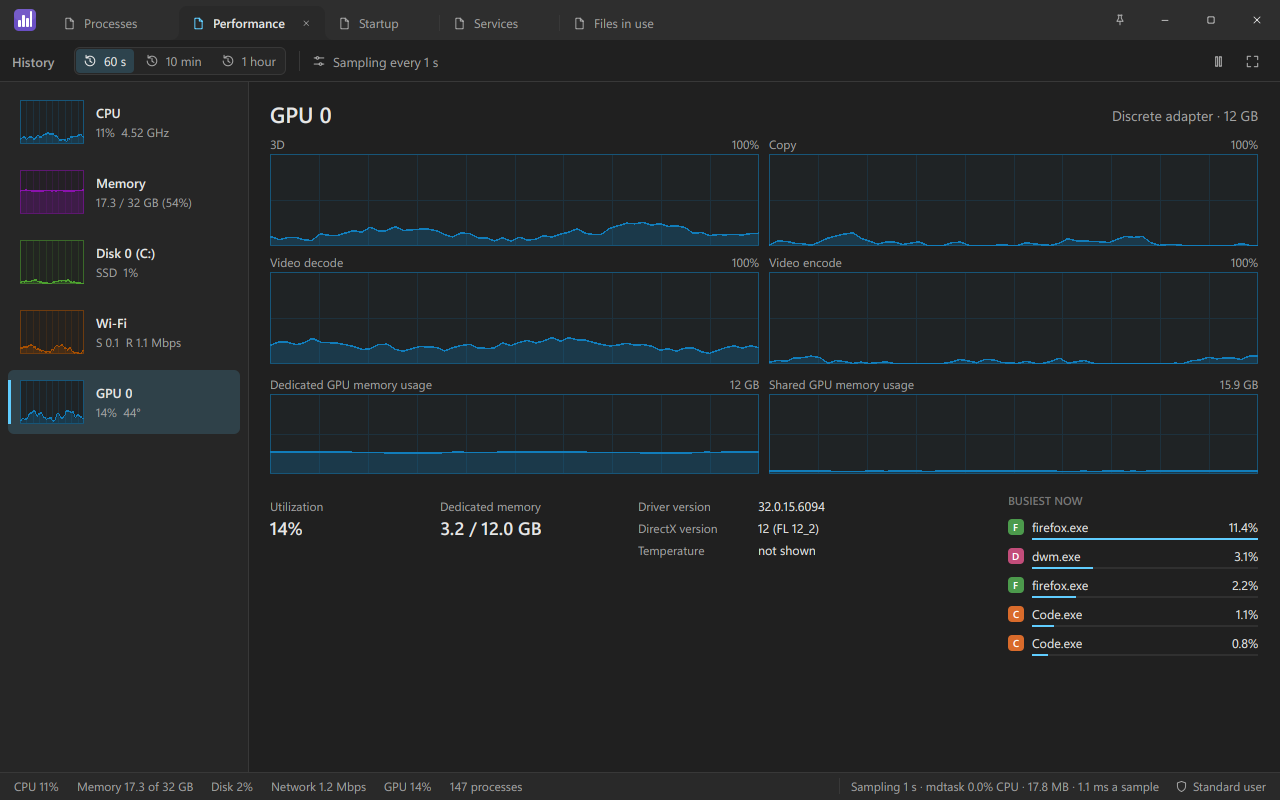 Processes
Performance
Startup
Services
Files in use
History
60 s
10 min
1 hour
Sampling every 1 s
CPU
11% 4.52 GHz
Memory
17.3 / 32 GB (54%)
Disk 0 (C:)
SSD 1%
Wi-Fi
S 0.1 R 1.1 Mbps
GPU 0
14% 44°
GPU 0
Discrete adapter · 12 GB
3D 100%
Copy 100%
Video decode 100%
Video encode 100%
Dedicated GPU memory usage 12 GB
Shared GPU memory usage 15.9 GB
Utilization
14%
Dedicated memory
3.2 / 12.0 GB
Driver version 32.0.15.6094
DirectX version 12 (FL 12_2)
Temperature not shown
BUSIEST NOW
F firefox.exe 11.4%
D dwm.exe 3.1%
F firefox.exe 2.2%
C Code.exe 1.1%
C Code.exe 0.8%
CPU 11% Memory 17.3 of 32 GB Disk 2% Network 1.2 Mbps GPU 14% 147 processes
Sampling 1 s · mdtask 0.0% CPU · 17.8 MB · 1.1 ms a sample Standard user